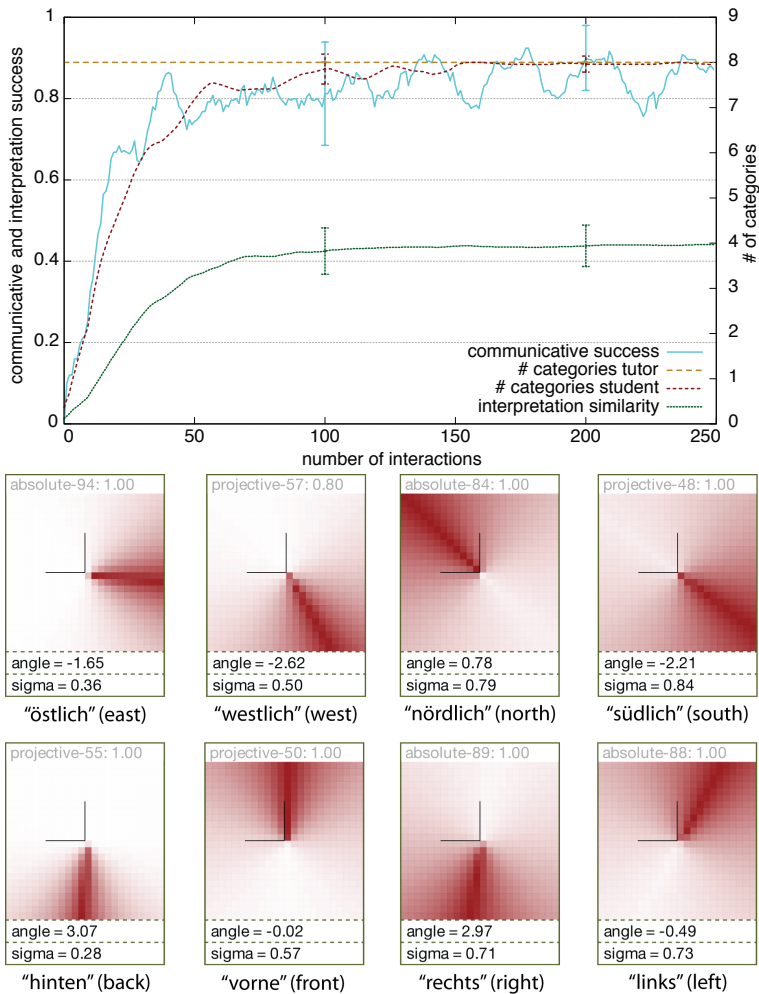 1
0.8
0.6
0.4
0.2
0
9
8
7
6
5
4
3
2
1
0
communicative and interpretation success
# of categories
communicative success
# categories tutor
# categories student
interpretation similarity
0 50 100 150 200 250
number of interactions
absolute-94: 1.00 projective-57: 0.80 absolute-84: 1.00 projective-48: 1.00
angle = -1.65 angle = -2.62 angle = 0.78 angle = -2.21
sigma = 0.36 sigma = 0.50 sigma = 0.79 sigma = 0.84
“östlich” (east) “westlich” (west) “nördlich” (north) “südlich” (south)
projective-55: 1.00 projective-50: 1.00 absolute-89: 1.00 absolute-88: 1.00
angle = 3.07 angle = -0.02 angle = 2.97 angle = -0.49
sigma = 0.28 sigma = 0.57 sigma = 0.71 sigma = 0.73
“hinten” (back) “vorne” (front) “rechts” (right) “links” (left)